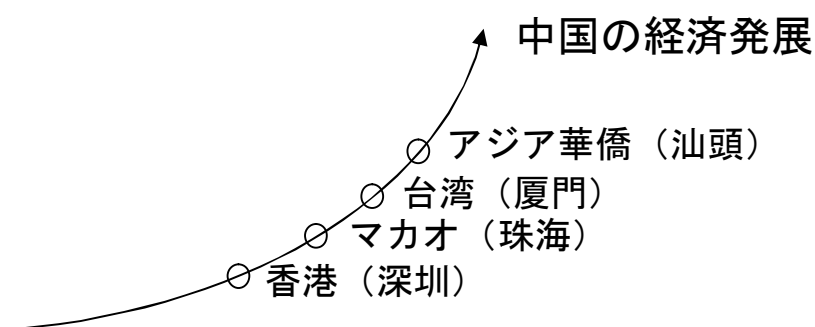 中国の経済発展
アジア華僑（汕頭）
台湾（厦門）
マカオ（珠海）
香港（深圳）